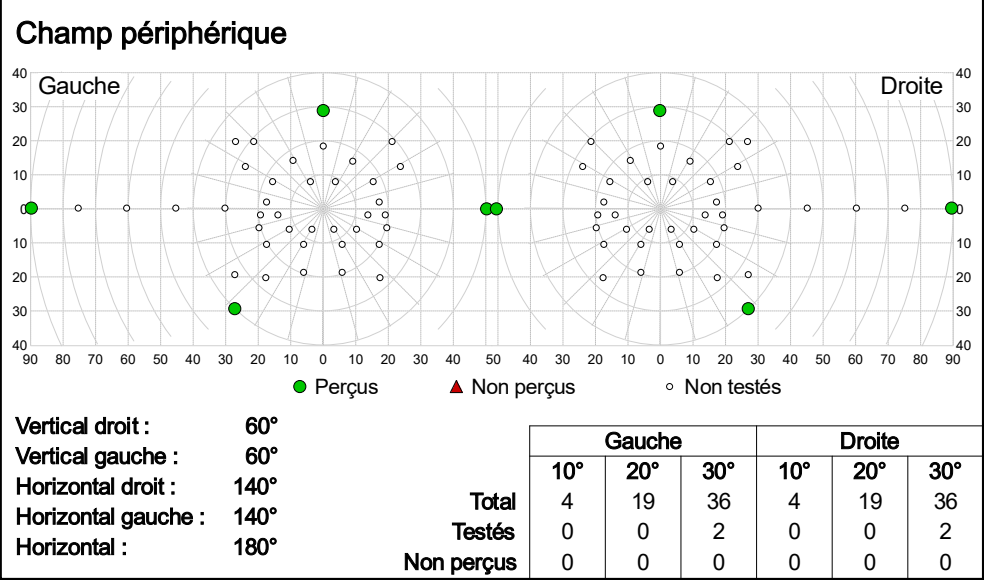 Champ périphérique
Gauche Droite
40 40
30 30
20 20
10 10
0 0
10 10
20 20
30 30
40 40
90 80 70 60 50 40 30 20 10 0 10 20 30 40 50 40 30 20 10 0 10 20 30 40 50 60 70 80 90
Perçus Non perçus Non testés
Vertical droit : 60°
Vertical gauche : 60°
Horizontal droit : 140°
Horizontal gauche : 140°
Horizontal : 180°
Gauche Droite
10° 20° 30° 10° 20° 30°
Total 4 19 36 4 19 36
Testés 0 0 2 0 0 2
Non perçus 0 0 0 0 0 0